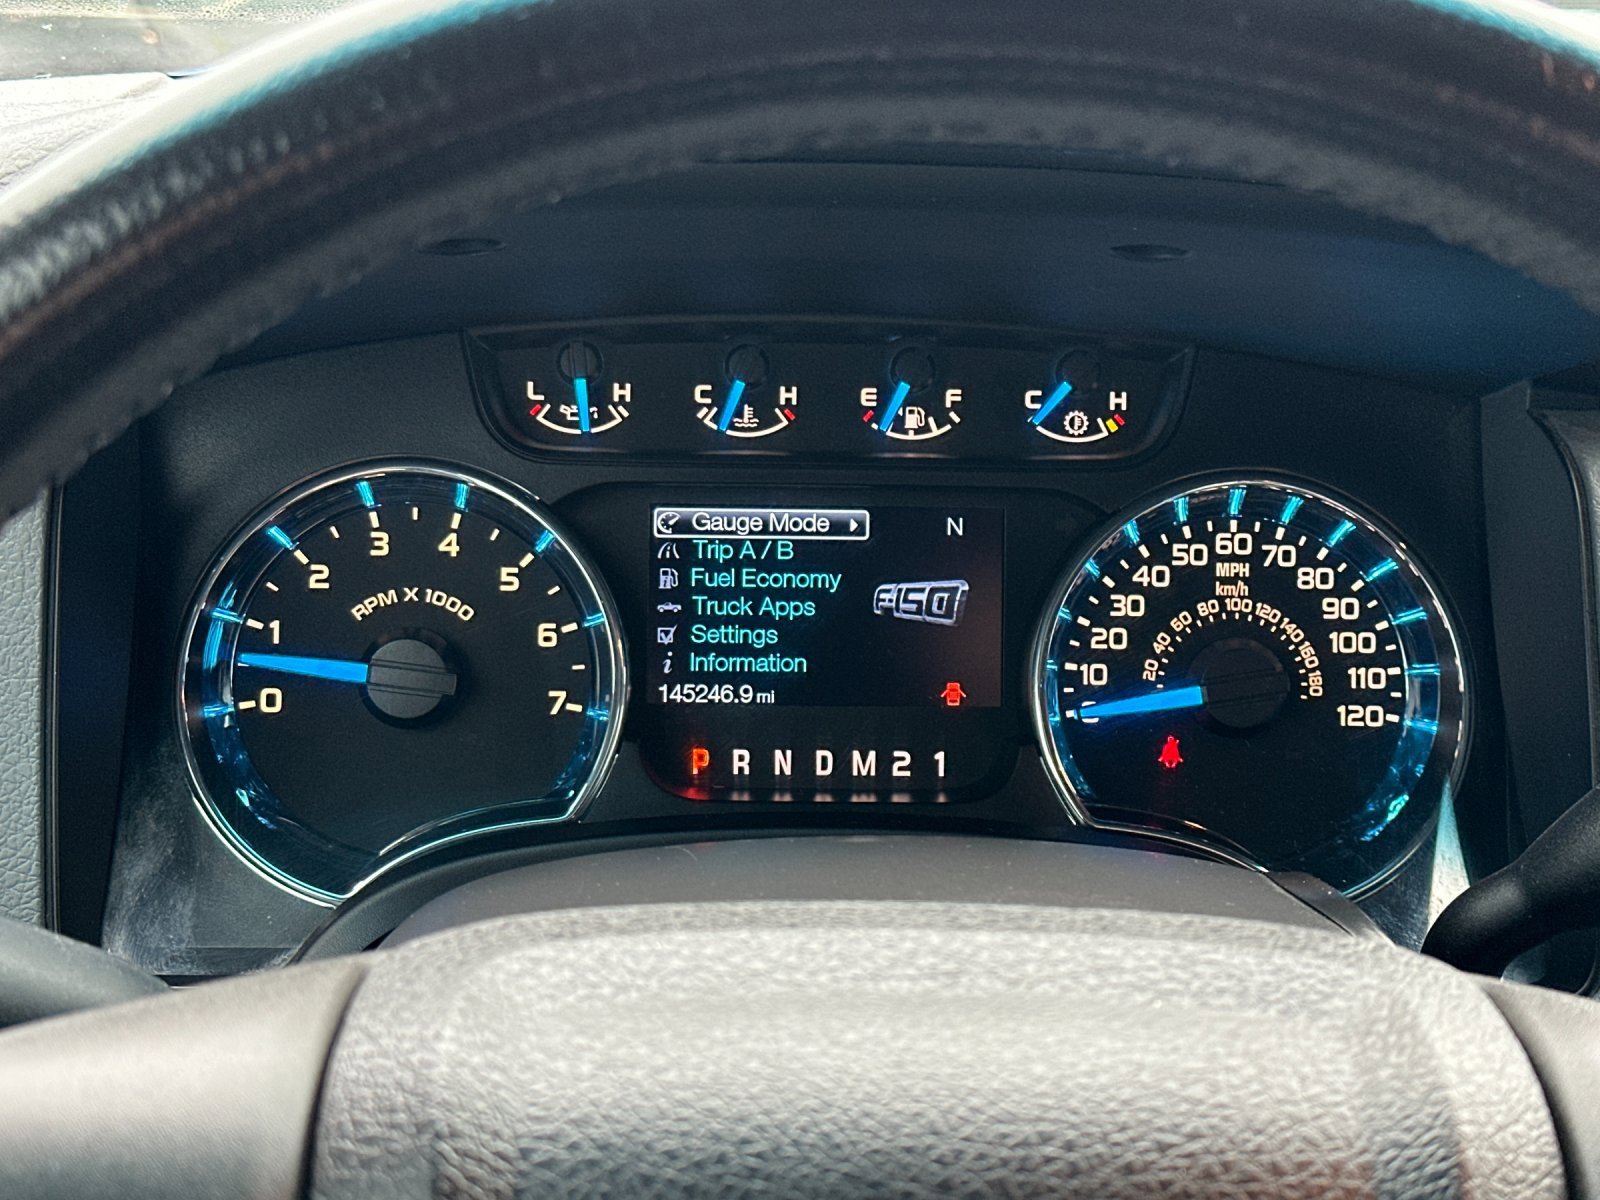 L H C H E F C H
Gauge Mode
N
Trip A / B
Fuel Economy
Truck Apps
Settings
Information
F150
145246.9 mi
P R N D M 2 1
0 1 2 3 4 5 6 7
RPM X 1000
10 20 30 40 50 60 70 80 90 100 110 120
MPH
km/h
20 40 60 80 100 120 140 160 180